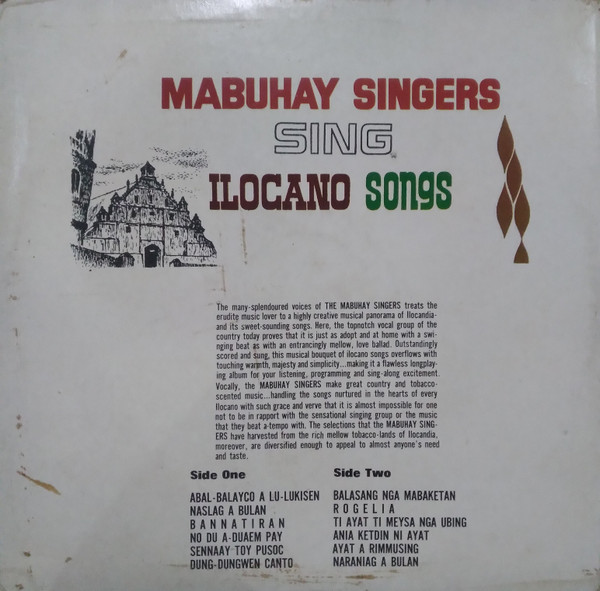 MABUHAY SINGERS
SING
ILOCANO Songs
The many-splendoured voices of THE MABUHAY SINGERS treats the
erudite music lover to a highly creative musical panorama of Ilocandia-
and its sweet-sounding songs. Here, the topnotch vocal group of the
country today proves that it is just as adopt and at home with a swi-
nging beat as with an entrancingly mellow, love ballad. Outstandingly
scored and sung, this musical bouquet of ilocano songs overflows with
touching warmth, majesty and simplicity...making it a flawless longplay-
ing album for your listening, programming and sing-along excitement.
Vocally, the MABUHAY SINGERS make great country and tobacco-
scented music...handling the songs nurtured in the hearts of every
Ilocano with such grace and verve that it is almost impossible for one
not to be in rapport with the sensational singing group or the music
that they beat a-tempo with. The selections that the MABUHAY SING-
ERS have harvested from the rich mellow tobacco-lands of Ilocandia,
moreover, are diversified enough to appeal to almost anyone's need
and taste.
Side One
ABAL-BALAYCO A LU-LUKISEN
NASLAG A BULAN
BANNATIRAN
NO DU A-DUAEM PAY
SENNAAY TOY PUSOC
DUNG-DUNGWEN CANTO
Side Two
BALASANG NGA MABAKETAN
ROGELIA
TI AYAT TI MEYSA NGA UBING
ANIA KETDIN NI AYAT
AYAT A RIMMUSING
NARANIAG A BULAN